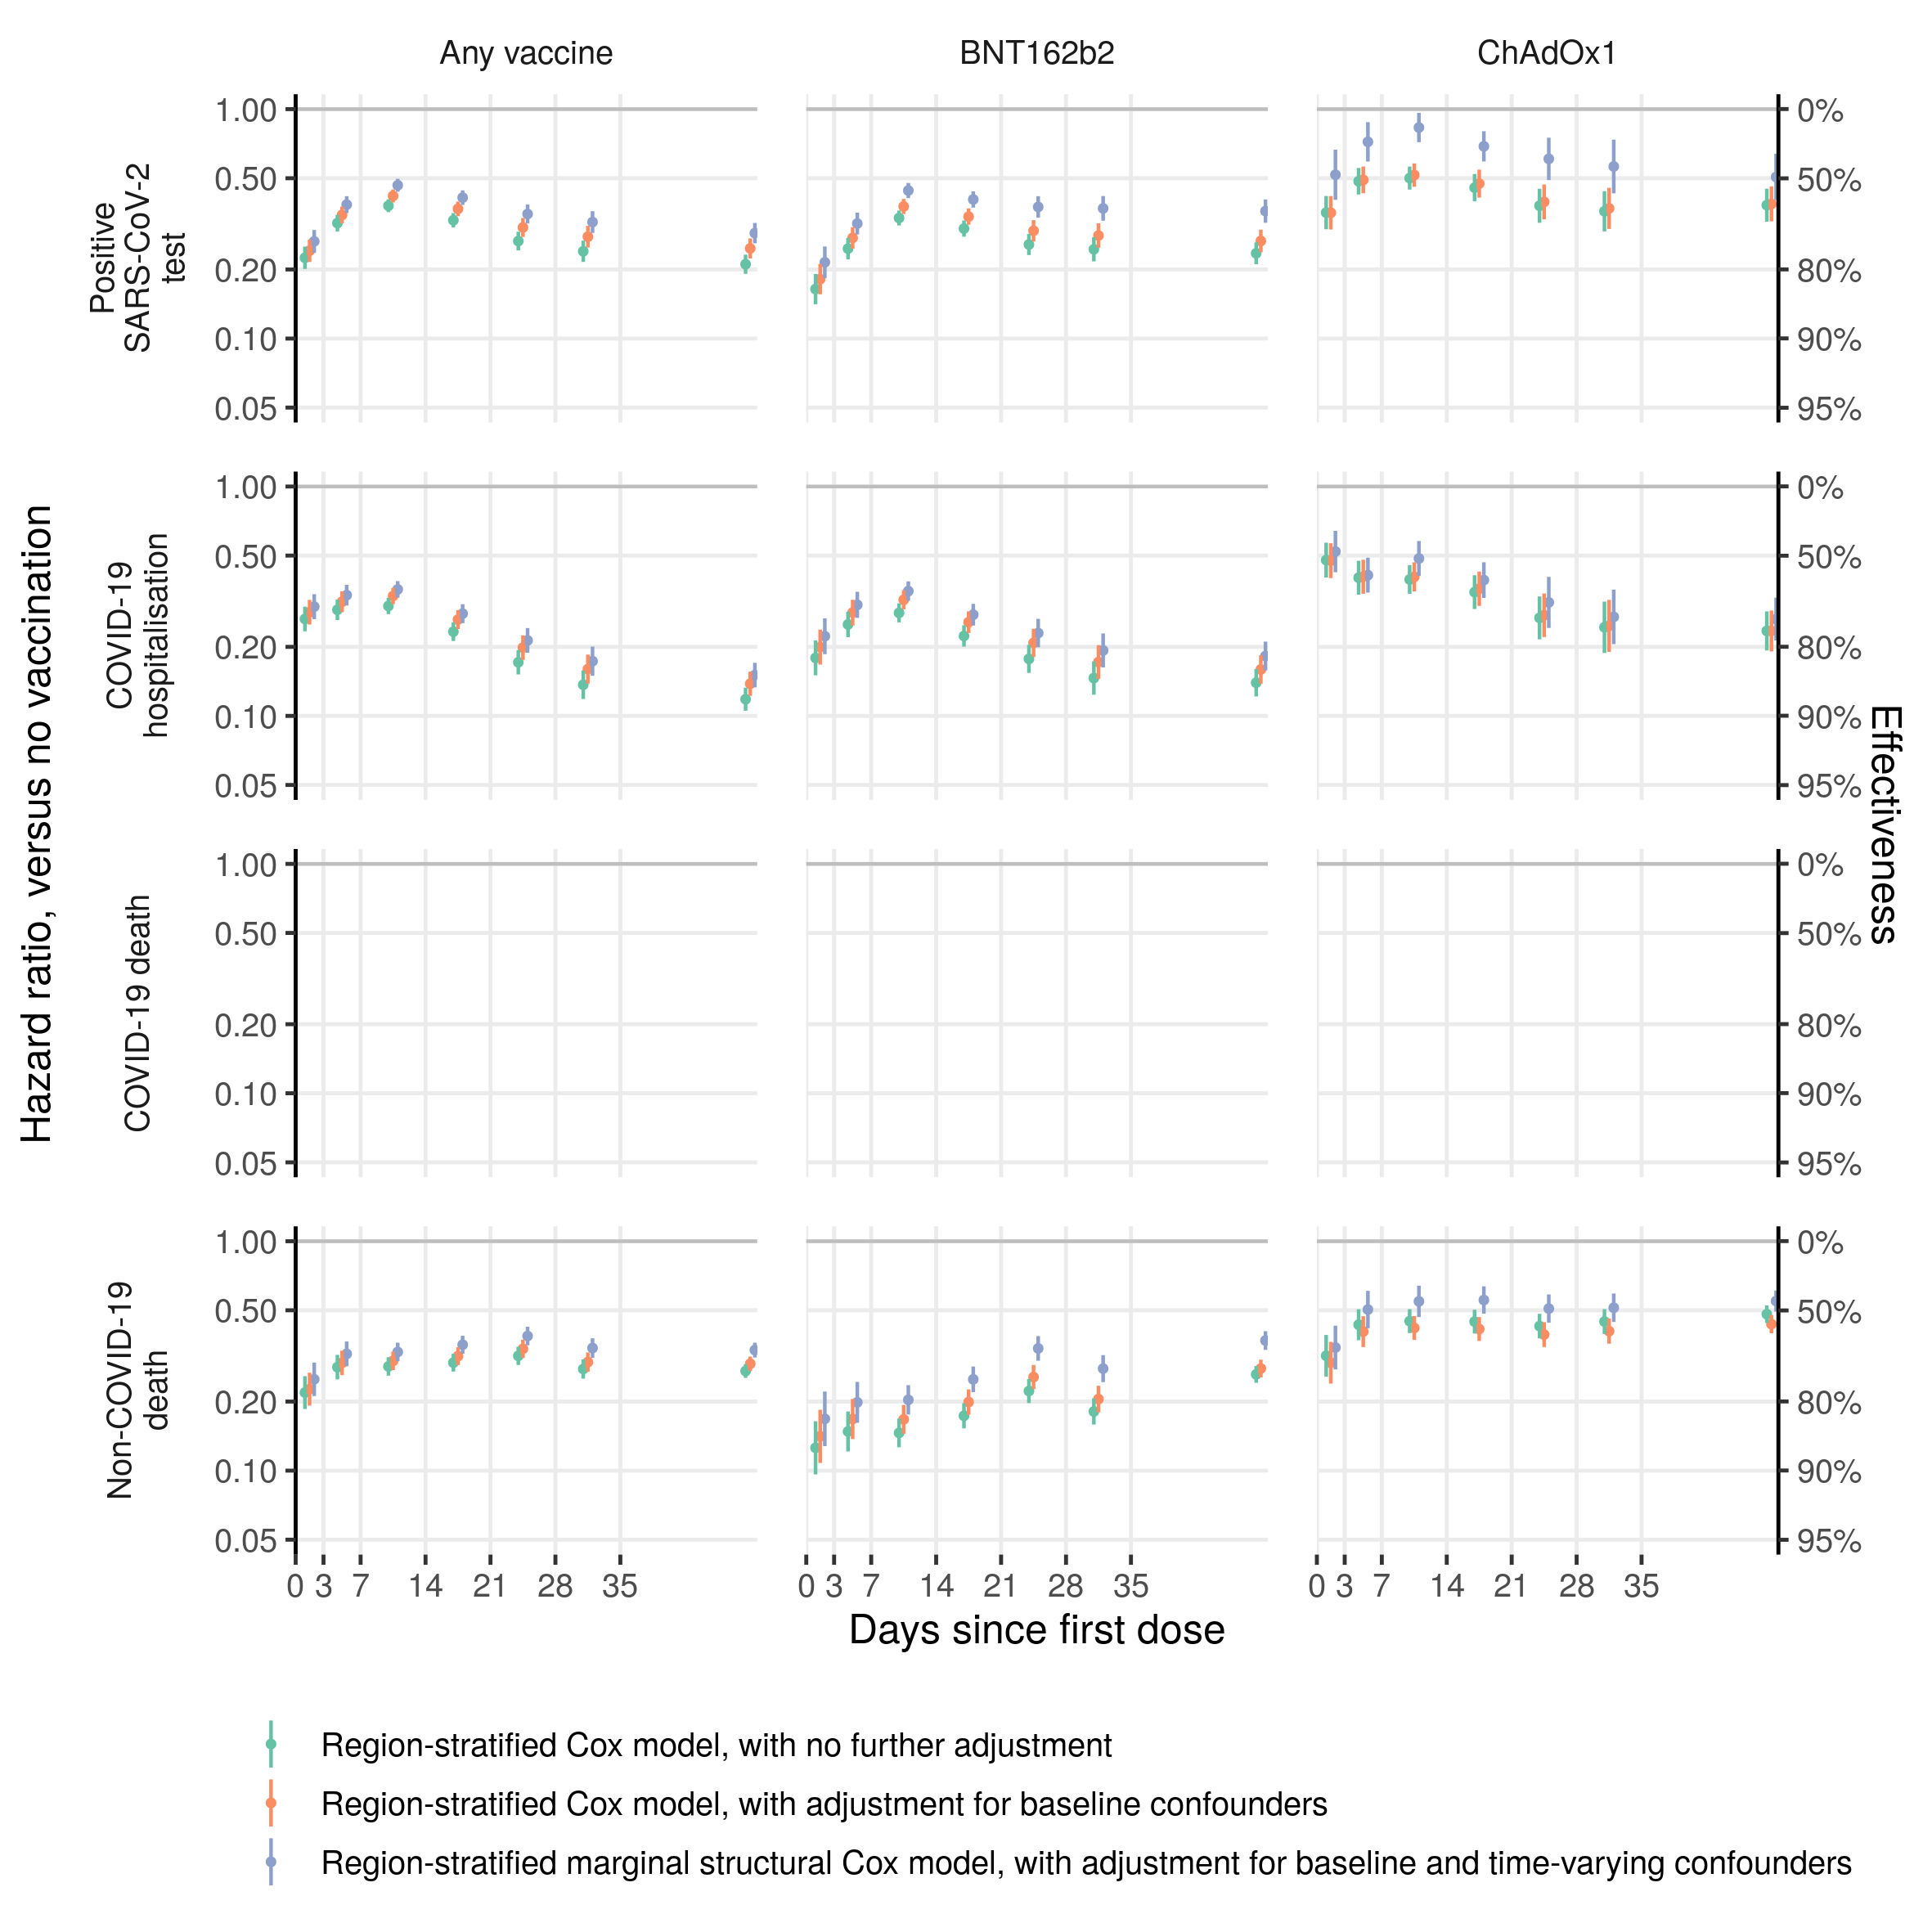 Any vaccine
BNT162b2
ChAdOx1
Hazard ratio, versus no vaccination
Positive
SARS-CoV-2
test
1.00
0.50
0.20
0.10
0.05
0%
50%
80%
90%
95%
COVID-19
hospitalisation
1.00
0.50
0.20
0.10
0.05
0%
50%
80%
90%
95%
Effectiveness
COVID-19 death
1.00
0.50
0.20
0.10
0.05
0%
50%
80%
90%
95%
Non-COVID-19
death
1.00
0.50
0.20
0.10
0.05
0%
50%
80%
90%
95%
0 3 7 14 21 28 35
0 3 7 14 21 28 35
0 3 7 14 21 28 35
Days since first dose
Region-stratified Cox model, with no further adjustment
Region-stratified Cox model, with adjustment for baseline confounders
Region-stratified marginal structural Cox model, with adjustment for baseline and time-varying confounders